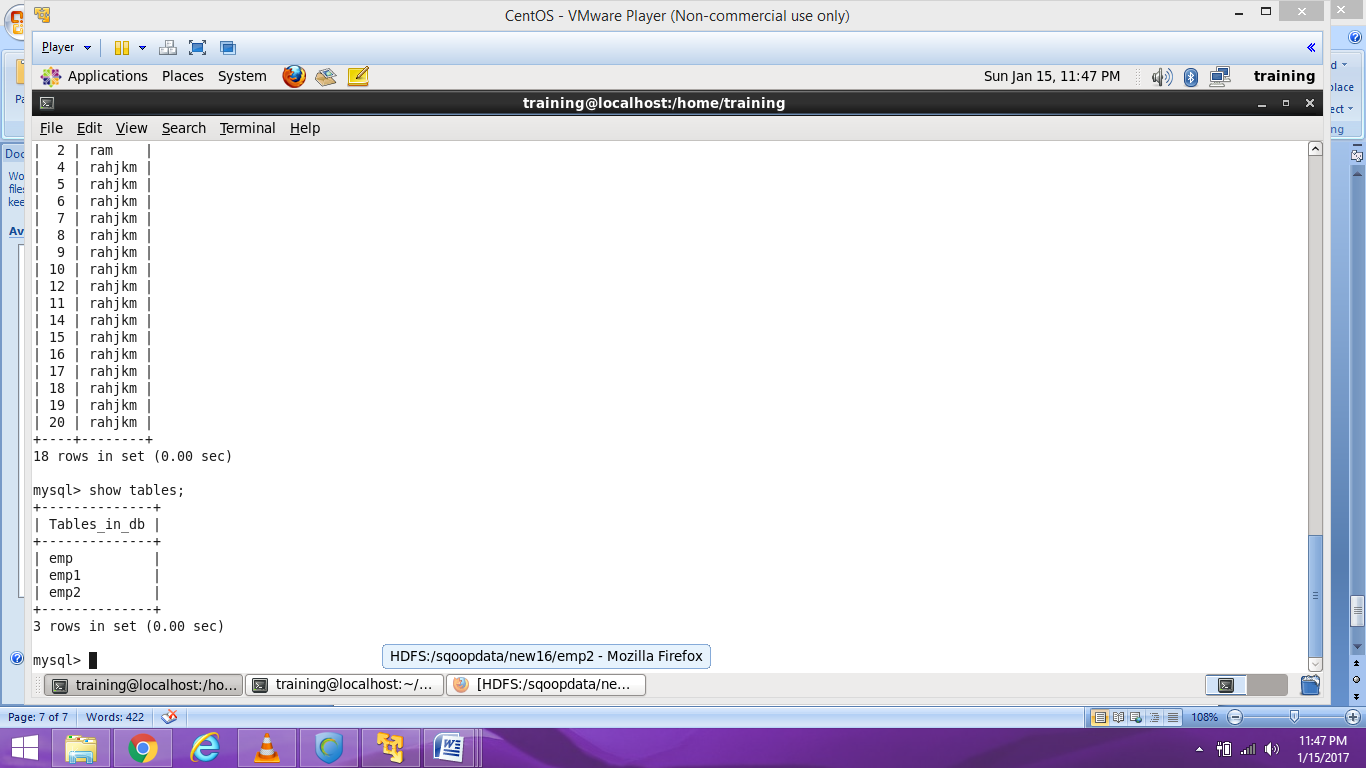 CentOS - VMware Player (Non-commercial use only)
Player
Applications Places System
Sun Jan 15, 11:47 PM
training
training@localhost:/home/training
File Edit View Search Terminal Help
|  2 | ram    |
|  4 | rahjkm |
|  5 | rahjkm |
|  6 | rahjkm |
|  7 | rahjkm |
|  8 | rahjkm |
|  9 | rahjkm |
| 10 | rahjkm |
| 12 | rahjkm |
| 11 | rahjkm |
| 14 | rahjkm |
| 15 | rahjkm |
| 16 | rahjkm |
| 17 | rahjkm |
| 18 | rahjkm |
| 19 | rahjkm |
| 20 | rahjkm |
+----+--------+
18 rows in set (0.00 sec)
mysql> show tables;
+--------------+
| Tables_in_db |
+--------------+
| emp          |
| emp1         |
| emp2         |
+--------------+
3 rows in set (0.00 sec)
mysql>
HDFS:/sqoopdata/new16/emp2 - Mozilla Firefox
training@localhost:/ho...
training@localhost:~/...
[HDFS:/sqoopdata/ne...
Page: 7 of 7
Words: 422
108%
11:47 PM
1/15/2017